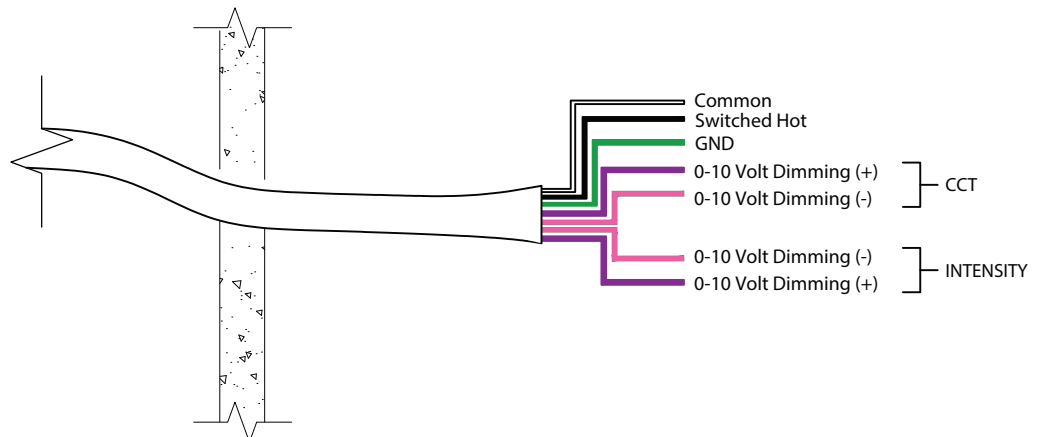 Common
Switched Hot
GND
0-10 Volt Dimming (+)
0-10 Volt Dimming (-)
CCT
0-10 Volt Dimming (-)
0-10 Volt Dimming (+)
INTENSITY